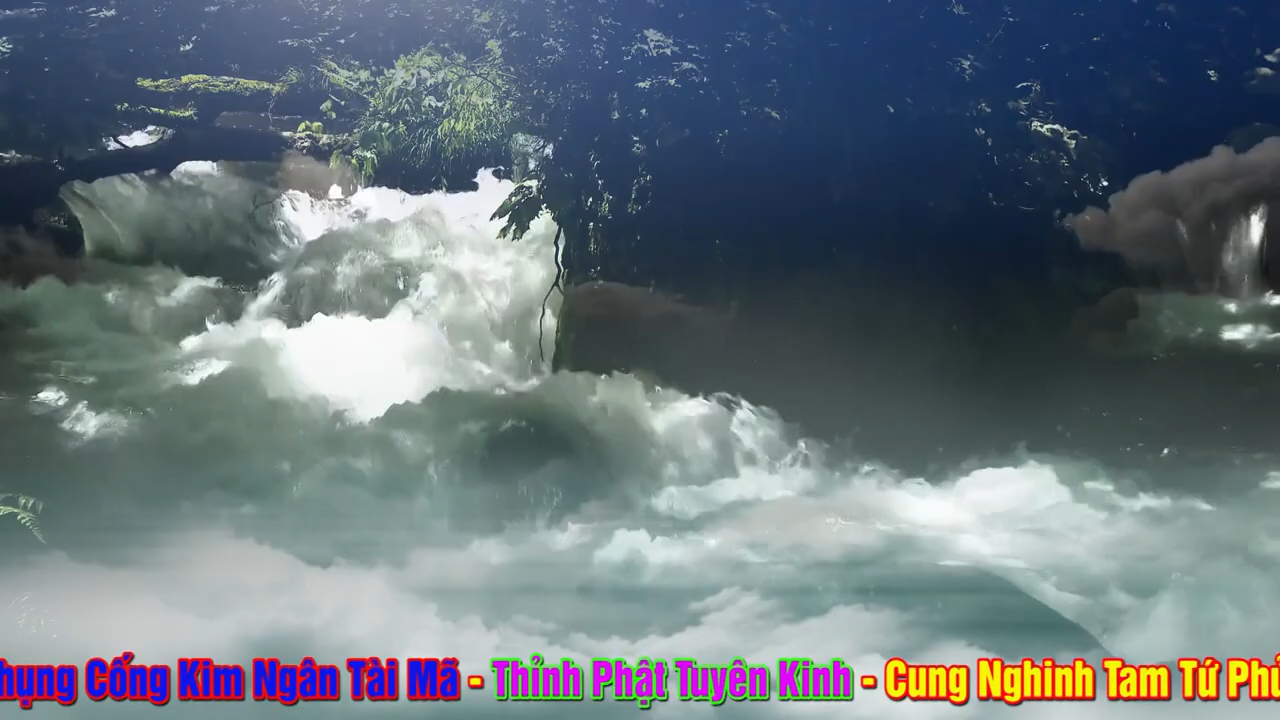 Cống Kim Ngân Tài Mã - Thỉnh Phật Tuyên Kinh - Cung Nghinh Tam Tứ